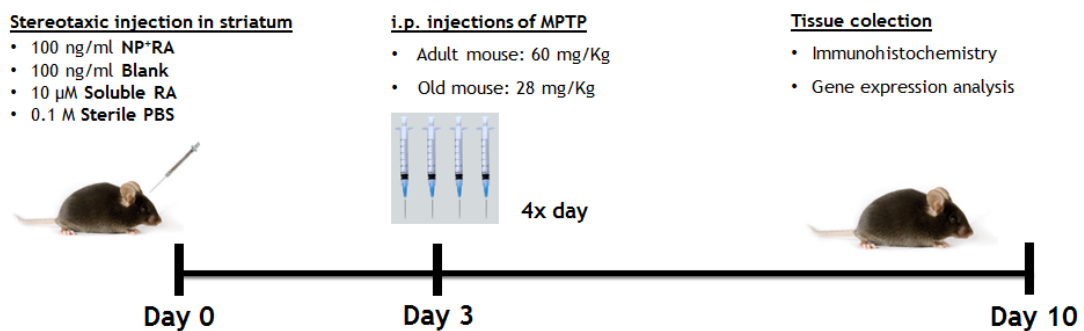 Stereotaxic injection in striatum
• 100 ng/ml NP⁺RA
• 100 ng/ml Blank
• 10 µM Soluble RA
• 0.1 M Sterile PBS
i.p. injections of MPTP
• Adult mouse: 60 mg/Kg
• Old mouse: 28 mg/Kg
4x day
Tissue colection
• Immunohistochemistry
• Gene expression analysis
Day 0
Day 3
Day 10